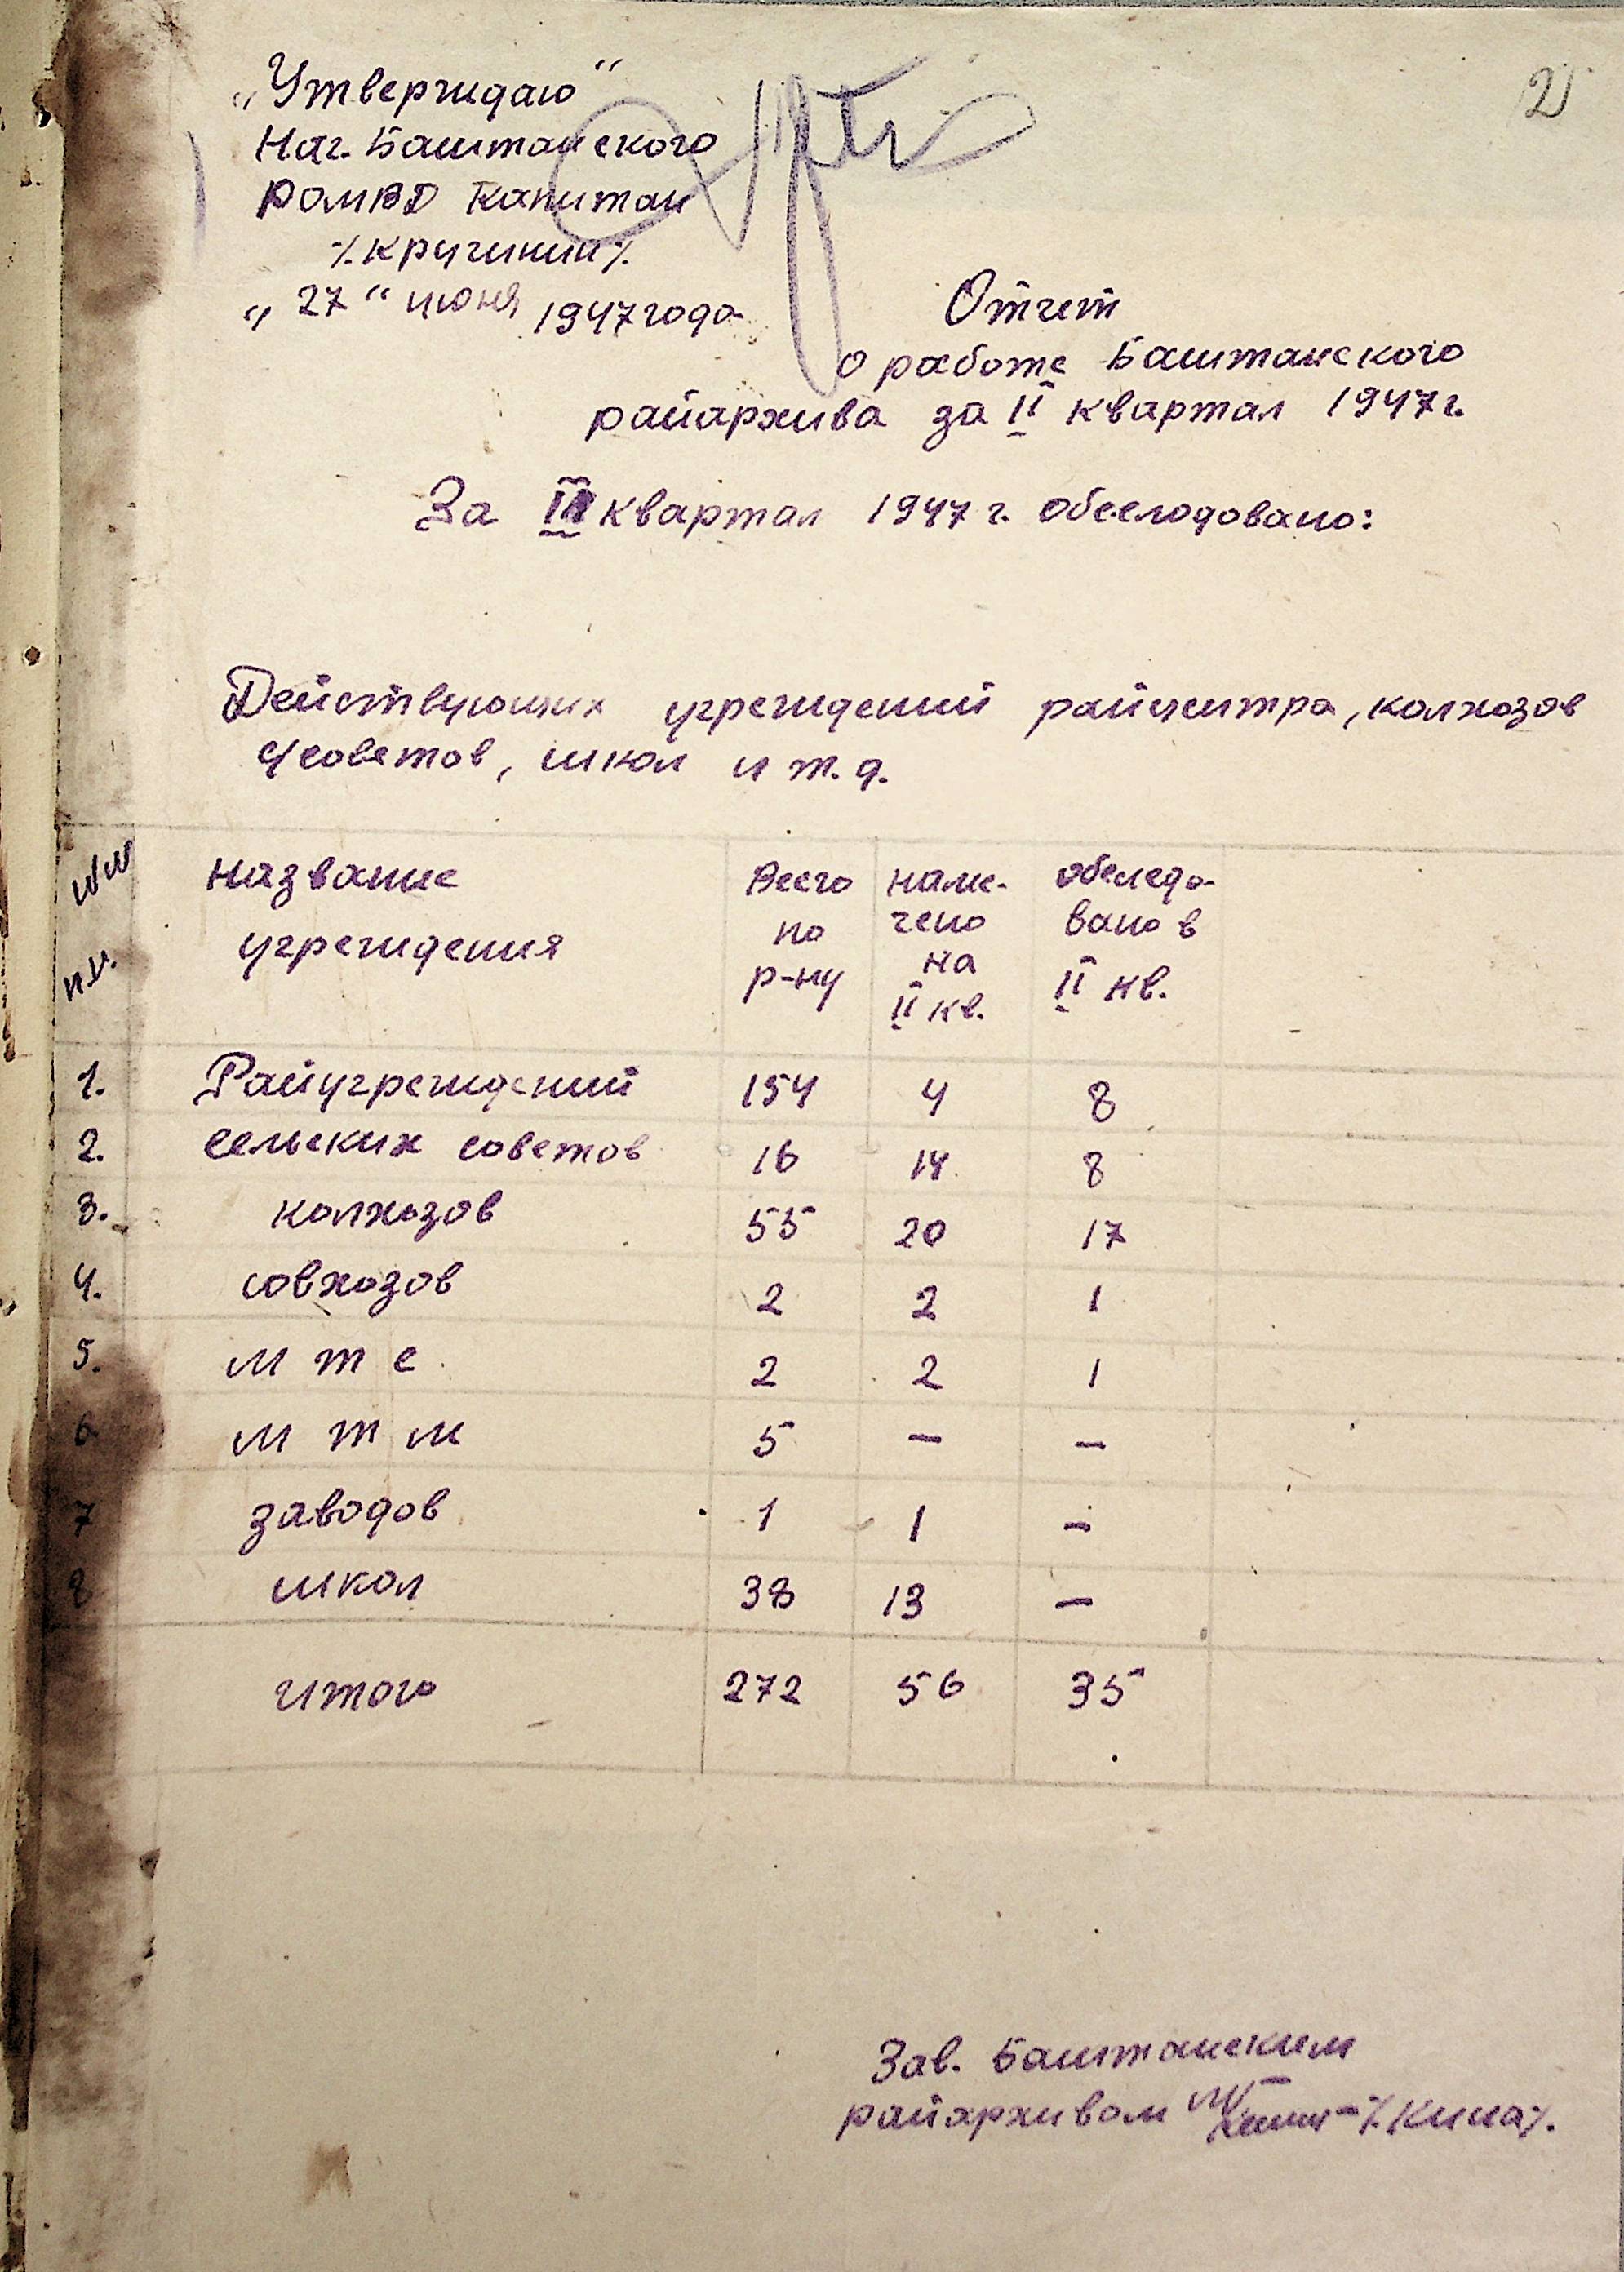 21
„Утверждаю“
Нач. Баштанского
РОМВД Капитан
⁒Кручинин⁒
„27“ июня 1947 года
Отчет
о работе Баштанского
райархива за II квартал 1947 г.
За II квартал 1947 г. обследовано:
Действующих учреждений райцентра, колхозов
с/советов, школ и т.д.
№№ п.п. Название учреждения Всего по р-ну наме-чено на II кв. обследо-вано в II кв.
1. Райучреждений 154 4 8
2. сельских советов 16 14 8
3. колхозов 55 20 17
4. совхозов 2 2 1
5. М Т С 2 2 1
6 М Т М 5 — —
7 заводов 1 1 —
8 школ 38 13 —
итого 272 56 35
Зав. Баштанским
райархивом ⁒Кина⁒.